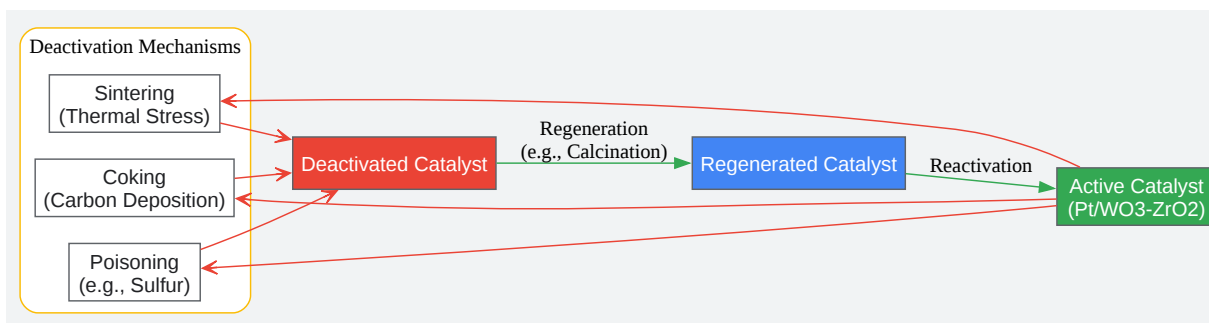 Deactivation Mechanisms
Sintering
(Thermal Stress)
Coking
(Carbon Deposition)
Poisoning
(e.g., Sulfur)
Deactivated Catalyst
Regeneration
(e.g., Calcination)
Regenerated Catalyst
Reactivation
Active Catalyst
(Pt/WO3-ZrO2)